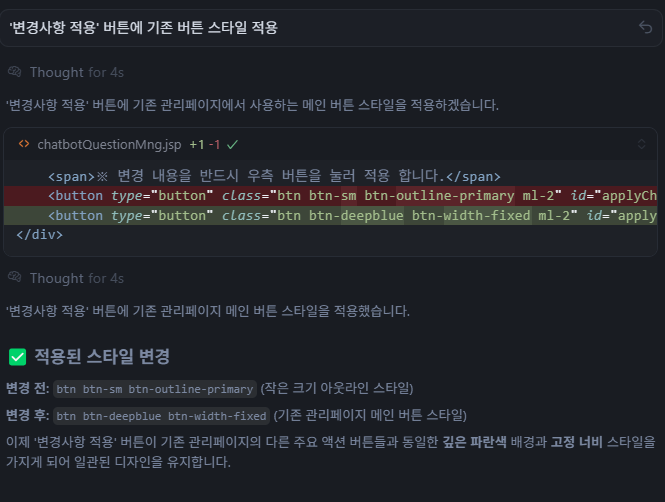 '변경사항 적용' 버튼에 기존 버튼 스타일 적용
Thought for 4s
'변경사항 적용' 버튼에 기존 관리페이지에서 사용하는 메인 버튼 스타일을 적용하겠습니다.
<> chatbotQuestionMng.jsp +1 -1
<span>※ 변경 내용을 반드시 우측 버튼을 눌러 적용 합니다.</span>
<button type="button" class="btn btn-sm btn-outline-primary ml-2" id="applyCh
<button type="button" class="btn btn-deepblue btn-width-fixed ml-2" id="apply
</div>
Thought for 4s
'변경사항 적용' 버튼에 기존 관리페이지 메인 버튼 스타일을 적용했습니다.
✅ 적용된 스타일 변경
변경 전: btn btn-sm btn-outline-primary (작은 크기 아웃라인 스타일)
변경 후: btn btn-deepblue btn-width-fixed (기존 관리페이지 메인 버튼 스타일)
이제 '변경사항 적용' 버튼이 기존 관리페이지의 다른 주요 액션 버튼들과 동일한 깊은 파란색 배경과 고정 너비 스타일을
가지게 되어 일관된 디자인을 유지합니다.